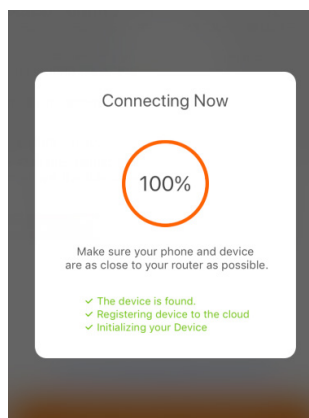 Connecting Now
100%
Make sure your phone and device
are as close to your router as possible.
✓ The device is found.
✓ Registering device to the cloud
✓ Initializing your Device